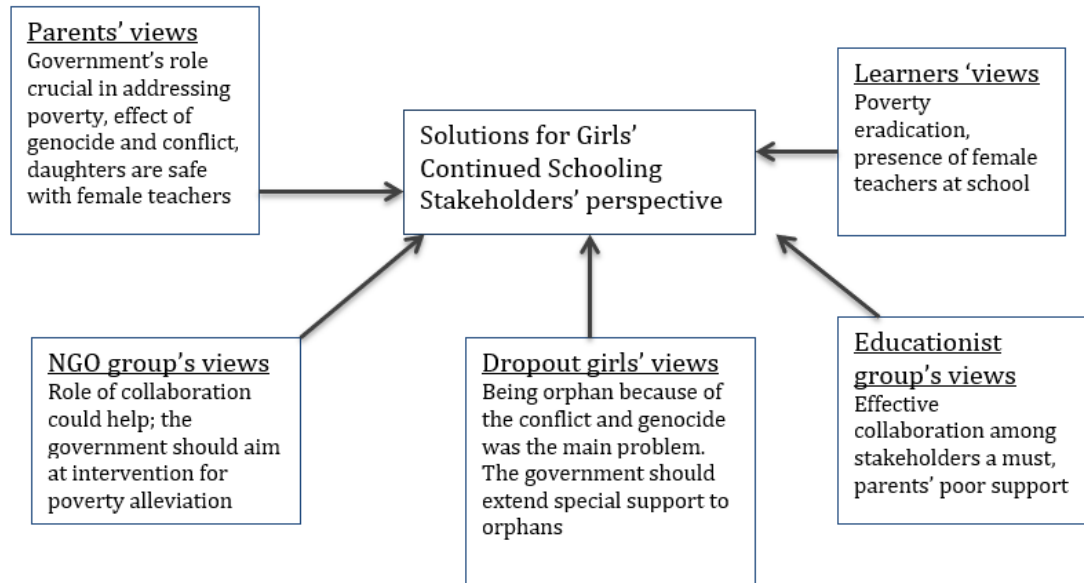 Parents’ views
Government’s role
crucial in addressing
poverty, effect of
genocide and conflict,
daughters are safe
with female teachers
Solutions for Girls’
Continued Schooling
Stakeholders’ perspective
Learners ‘views
Poverty
eradication,
presence of female
teachers at school
NGO group’s views
Role of collaboration
could help; the
government should aim
at intervention for
poverty alleviation
Dropout girls’ views
Being orphan because of
the conflict and genocide
was the main problem.
The government should
extend special support to
orphans
Educationist
group’s views
Effective
collaboration among
stakeholders a must,
parents’ poor support